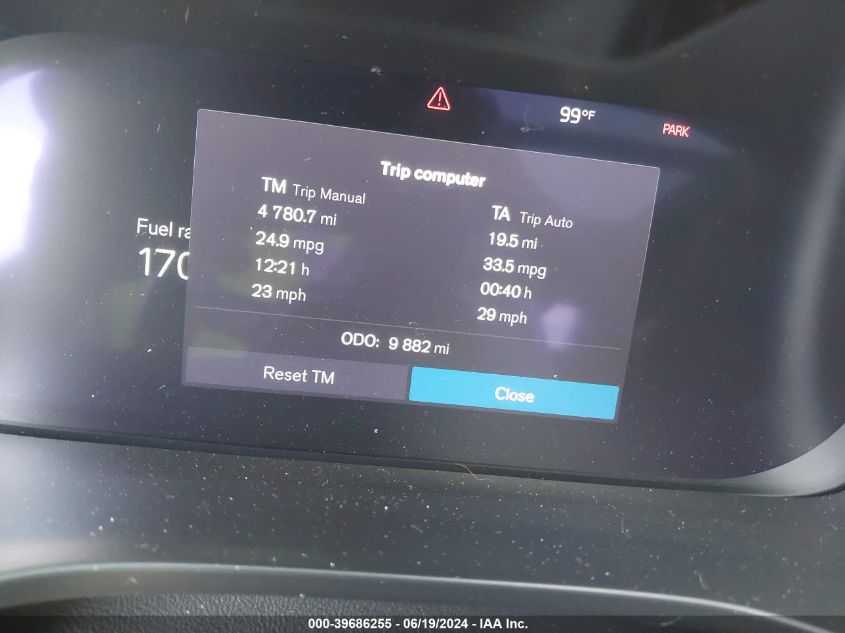 99°F
PARK
Trip computer
TM Trip Manual
4 780.7 mi
24.9 mpg
12:21 h
23 mph
TA Trip Auto
19.5 mi
33.5 mpg
00:40 h
29 mph
Fuel
170
ODO: 9 882 mi
Reset TM
Close
000-39686255 - 06/19/2024 - IAA Inc.